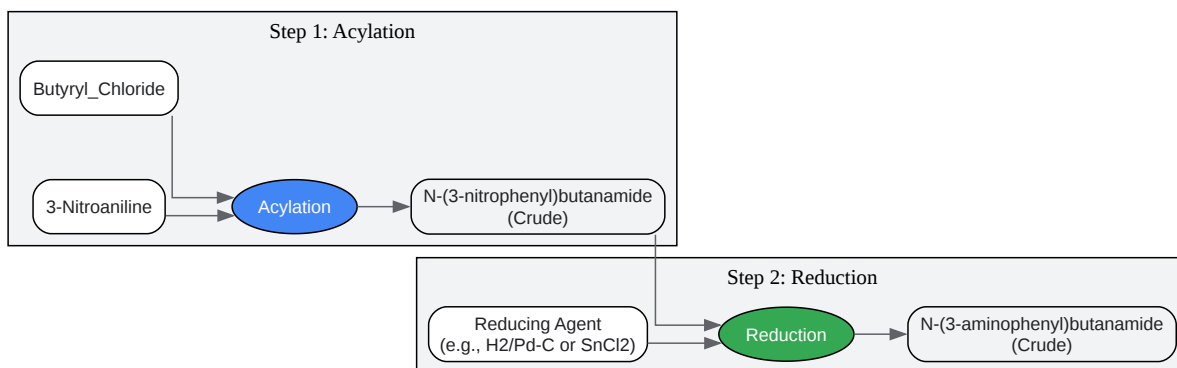 Step 1: Acylation
Butyryl_Chloride
3-Nitroaniline
Acylation
N-(3-nitrophenyl)butanamide
(Crude)
Step 2: Reduction
Reducing Agent
(e.g., H2/Pd-C or SnCl2)
Reduction
N-(3-aminophenyl)butanamide
(Crude)